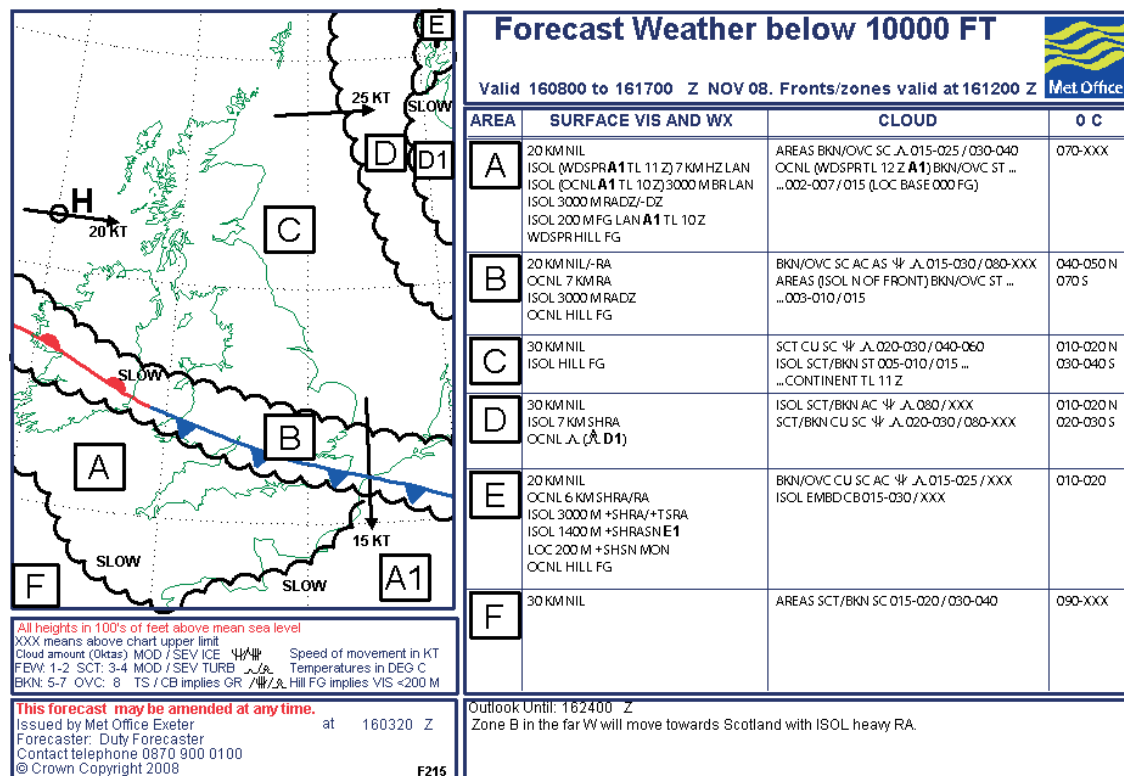 E
25 KT
SLOW
D
D1
H
20 KT
C
SLOW
B
A
15 KT
SLOW
SLOW
F
A1
All heights in 100's of feet above mean sea level
XXX means above chart upper limit
Cloud amount (Oktas) MOD / SEV ICE Speed of movement in KT
FEW: 1-2 SCT: 3-4 MOD / SEV TURB Temperatures in DEG C
BKN: 5-7 OVC: 8 TS / CB implies GR / / Hill FG implies VIS <200 M
This forecast may be amended at any time.
Issued by Met Office Exeter at 160320 Z
Forecaster: Duty Forecaster
Contact telephone 0870 900 0100
© Crown Copyright 2008 F215
Forecast Weather below 10000 FT
Valid 160800 to 161700 Z NOV 08. Fronts/zones valid at 161200 Z
Met Office
AREA SURFACE VIS AND WX CLOUD 0 C
A
20 KM NIL AREAS BKN/OVC SC 015-025 / 030-040 070-XXX
ISOL (WDSPR A1 TL 11 Z) 7 KM HZ LAN OCNL (WDSPR TL 12 Z A1) BKN/OVC ST ...
ISOL (OCNL A1 TL 10 Z) 3000 M BR LAN ...002-007 / 015 (LOC BASE 000 FG)
ISOL 3000 M RADZ/-DZ
ISOL 200 M FG LAN A1 TL 10 Z
WDSPR HILL FG
B
20 KM NIL/-RA BKN/OVC SC AC AS 015-030 / 080-XXX 040-050 N
OCNL 7 KM RA AREAS (ISOL N OF FRONT) BKN/OVC ST ... 070 S
ISOL 3000 M RADZ ...003-010 / 015
OCNL HILL FG
C
30 KM NIL SCT CU SC 020-030 / 040-060 010-020 N
ISOL HILL FG ISOL SCT/BKN ST 005-010 / 015 ... 030-040 S
...CONTINENT TL 11 Z
D
30 KM NIL ISOL SCT/BKN AC 080 / XXX 010-020 N
ISOL 7 KM SHRA SCT/BKN CU SC 020-030 / 080-XXX 020-030 S
OCNL ( D1)
E
20 KM NIL BKN/OVC CU SC AC 015-025 / XXX 010-020
OCNL 6 KM SHRA/RA ISOL EMBD CB 015-030 / XXX
ISOL 3000 M +SHRA/+TSRA
ISOL 1400 M +SHRASN E1
LOC 200 M +SHSN MON
OCNL HILL FG
F
30 KM NIL AREAS SCT/BKN SC 015-020 / 030-040 090-XXX
Outlook Until: 162400 Z
Zone B in the far W will move towards Scotland with ISOL heavy RA.